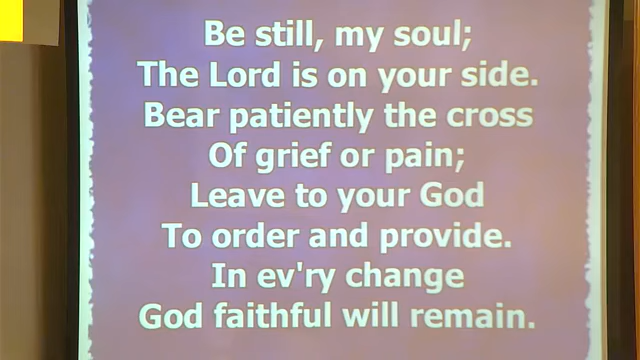 Be still, my soul;
The Lord is on your side.
Bear patiently the cross
Of grief or pain;
Leave to your God
To order and provide.
In ev'ry change
God faithful will remain.